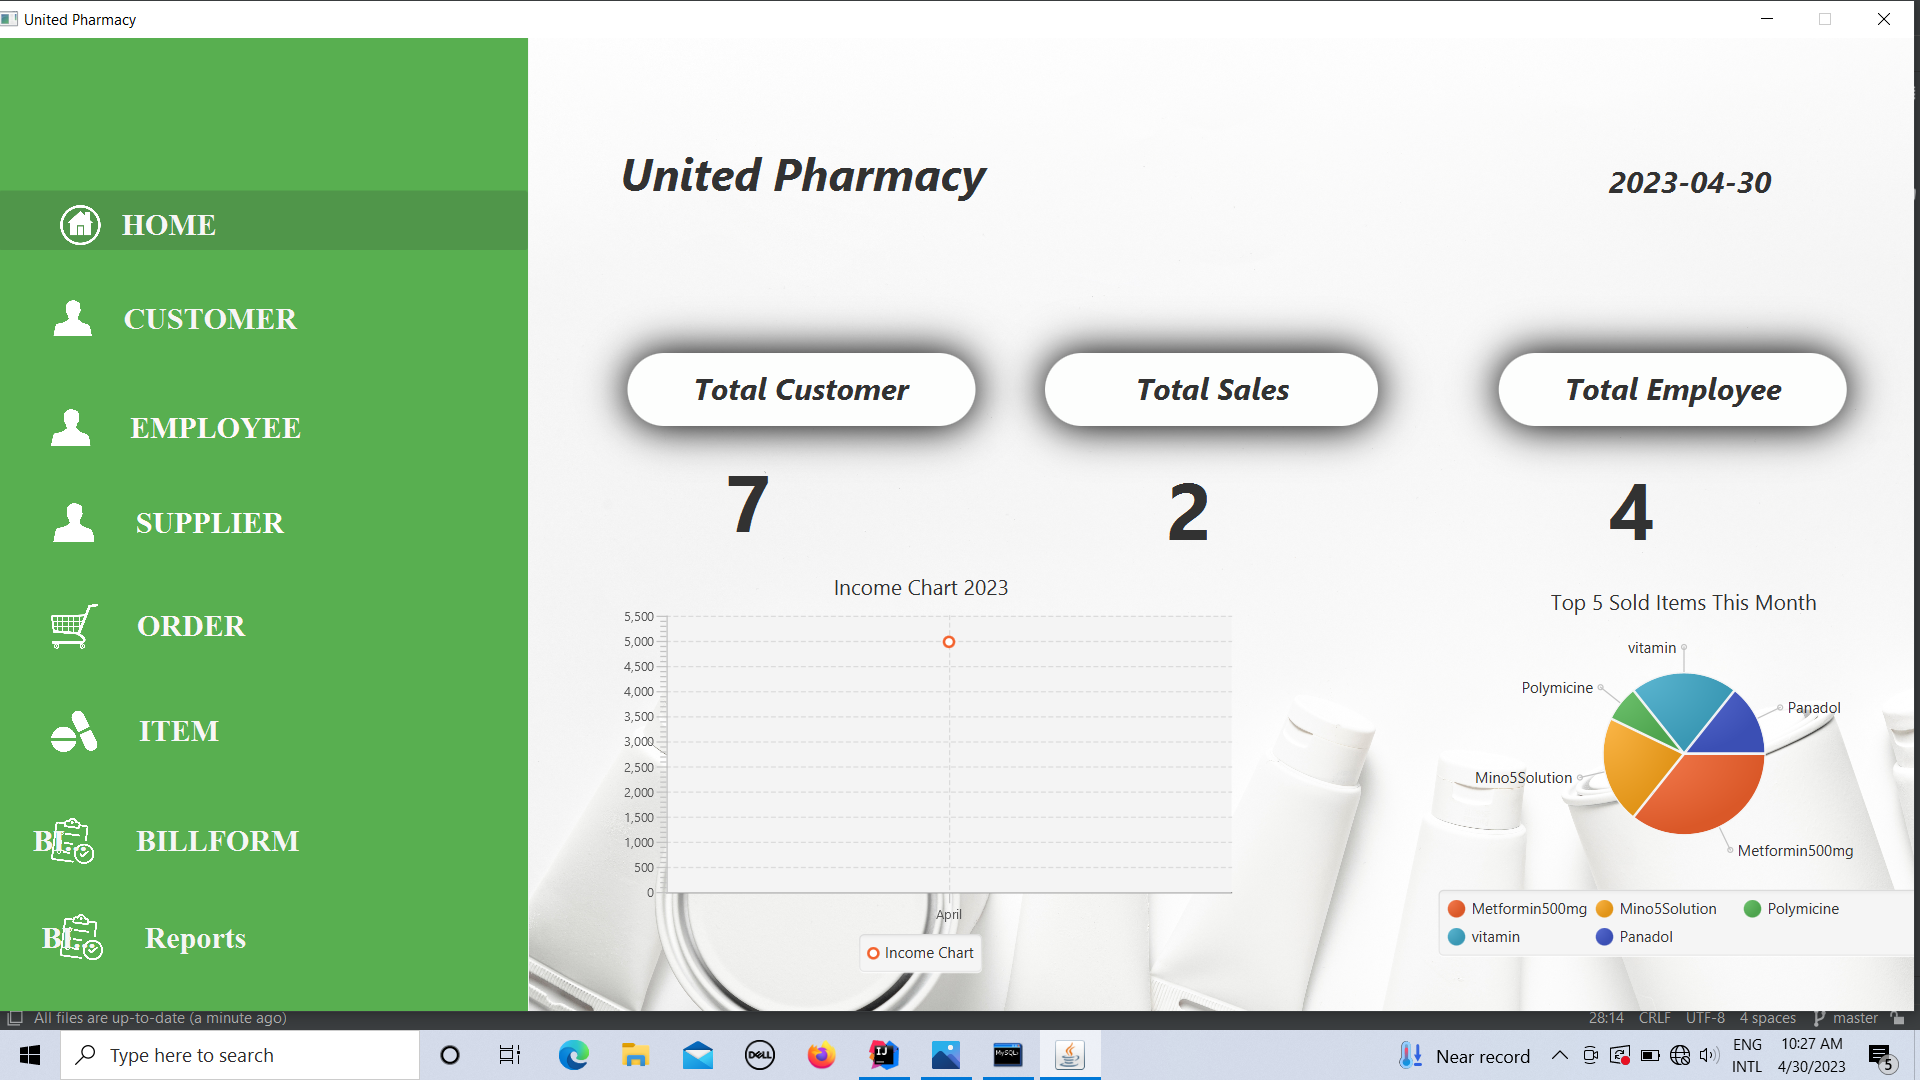 United Pharmacy
HOME
CUSTOMER
EMPLOYEE
SUPPLIER
ORDER
ITEM
BI...
BILLFORM
BI...
Reports
United Pharmacy
2023-04-30
Total Customer
Total Sales
Total Employee
7
2
4
Income Chart 2023
5,500
5,000
4,500
4,000
3,500
3,000
2,500
2,000
1,500
1,000
500
0
April
Income Chart
Top 5 Sold Items This Month
vitamin
Polymicine
Panadol
Mino5Solution
Metformin500mg
Metformin500mg
Mino5Solution
Polymicine
vitamin
Panadol
All files are up-to-date (a minute ago)
28:14 CRLF UTF-8 4 spaces master
Type here to search
DELL
IJ
MySQL
Near record
ENG
INTL
10:27 AM
4/30/2023
5